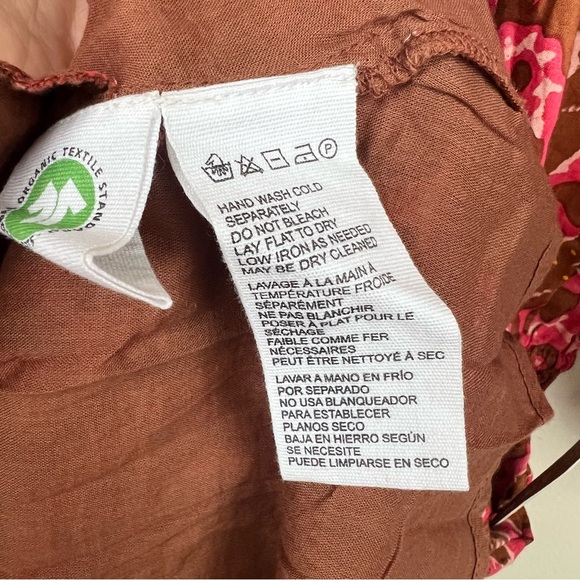 ORGANIC TEXTILE STANDA
P
HAND WASH COLD
SEPARATELY
DO NOT BLEACH
LAY FLAT TO DRY
LOW IRON AS NEEDED
MAY BE DRY CLEANED
LAVAGE À LA MAIN À
TEMPÉRATURE FROIDE
SÉPARÉMENT
NE PAS BLANCHIR
POSER À PLAT POUR LE
SÉCHAGE
FAIBLE COMME FER
NÉCESSAIRES
PEUT ÊTRE NETTOYÉ À SEC
LAVAR A MANO EN FRÍO
POR SEPARADO
NO USA BLANQUEADOR
PARA ESTABLECER
PLANOS SECO
BAJA EN HIERRO SEGÚN
SE NECESITE
PUEDE LIMPIARSE EN SECO